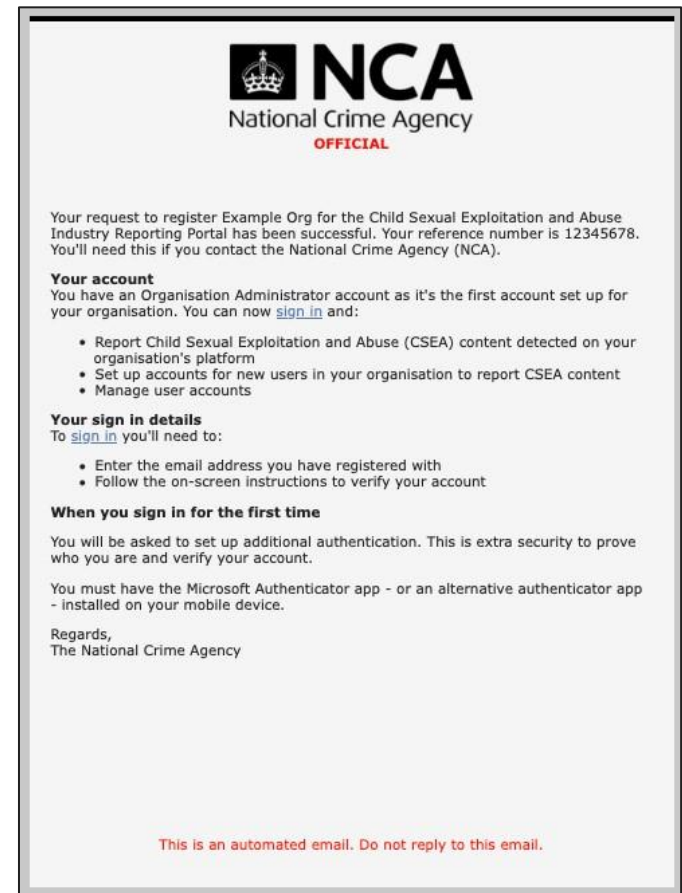 NCA
National Crime Agency
OFFICIAL
Your request to register Example Org for the Child Sexual Exploitation and Abuse
Industry Reporting Portal has been successful. Your reference number is 12345678.
You'll need this if you contact the National Crime Agency (NCA).
Your account
You have an Organisation Administrator account as it's the first account set up for
your organisation. You can now sign in and:
• Report Child Sexual Exploitation and Abuse (CSEA) content detected on your
organisation's platform
• Set up accounts for new users in your organisation to report CSEA content
• Manage user accounts
Your sign in details
To sign in you'll need to:
• Enter the email address you have registered with
• Follow the on-screen instructions to verify your account
When you sign in for the first time
You will be asked to set up additional authentication. This is extra security to prove
who you are and verify your account.
You must have the Microsoft Authenticator app - or an alternative authenticator app
- installed on your mobile device.
Regards,
The National Crime Agency
This is an automated email. Do not reply to this email.